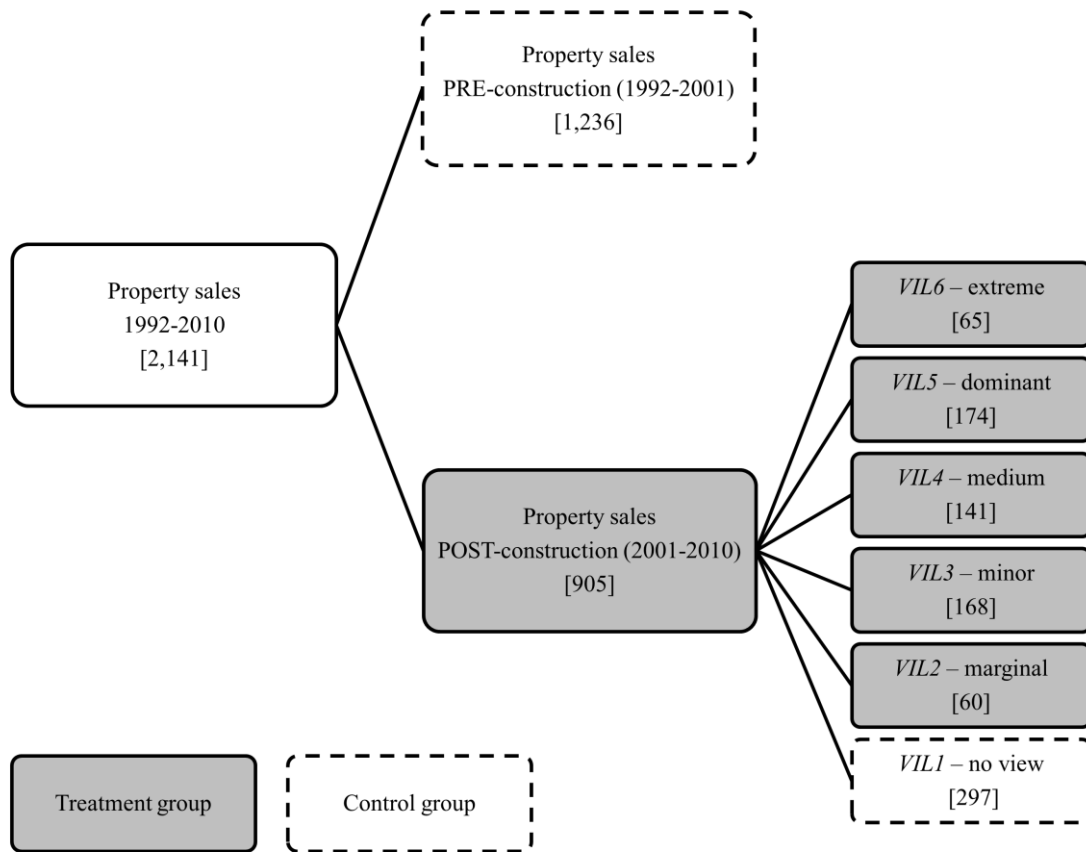 Property sales
PRE-construction (1992-2001)
[1,236]
Property sales
1992-2010
[2,141]
Property sales
POST-construction (2001-2010)
[905]
VIL6 – extreme
[65]
VIL5 – dominant
[174]
VIL4 – medium
[141]
VIL3 – minor
[168]
VIL2 – marginal
[60]
VIL1 – no view
[297]
Treatment group
Control group